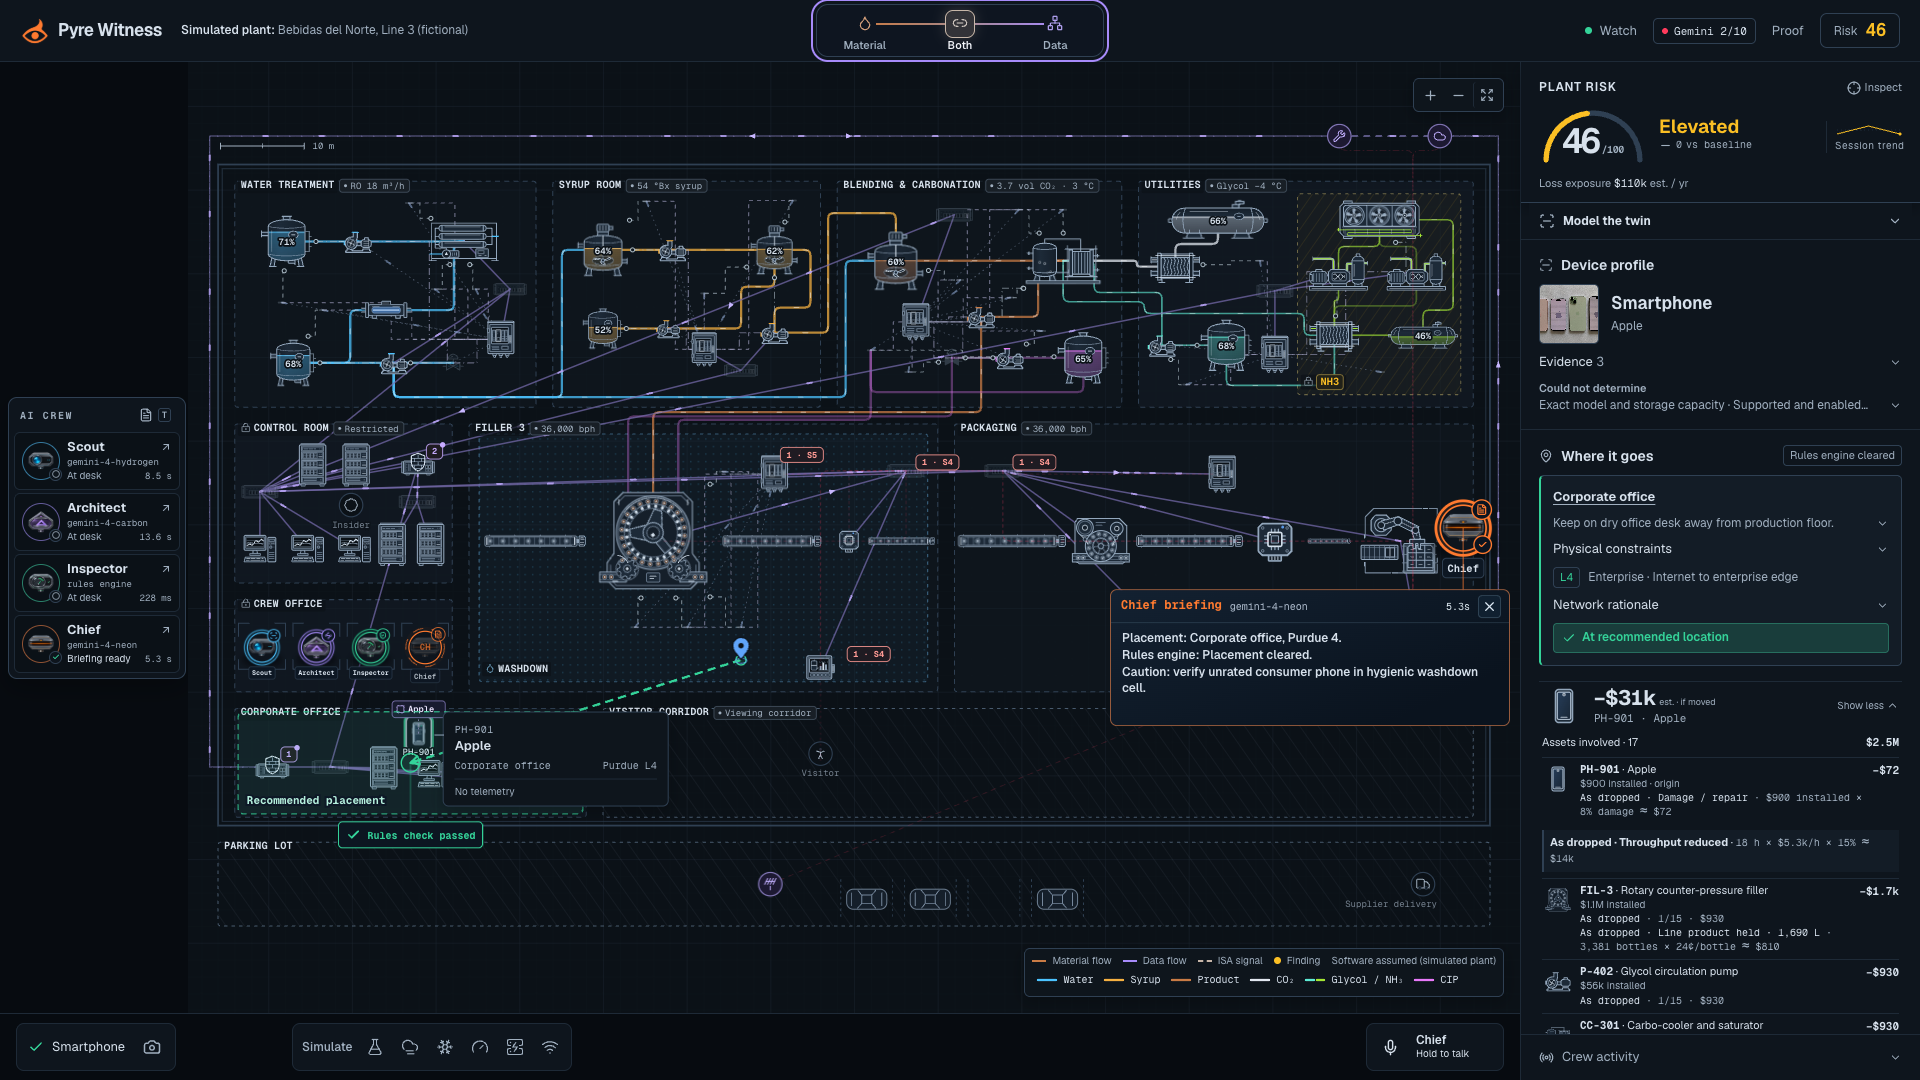 Pyre Witness
Simulated plant: Bebidas del Norte, Line 3 (fictional)
Material
Both
Data
Watch
Gemini 2/10
Proof
Risk 46
10 m
WATER TREATMENT
RO 18 m³/h
SYRUP ROOM
54 °Bx syrup
BLENDING & CARBONATION
3.7 vol CO₂ · 3 °C
UTILITIES
Glycol -4 °C
71%
64%
62%
60%
66%
52%
68%
65%
68%
46%
NH3
AI CREW
T
Scout
gemini-4-hydrogen
At desk
8.5 s
Architect
gemini-4-carbon
At desk
13.6 s
Inspector
rules engine
At desk
228 ms
Chief
gemini-4-neon
Briefing ready
5.3 s
CONTROL ROOM
Restricted
2
Insider
FILLER 3
36,000 bph
1 · S5
1 · S4
1 · S4
PACKAGING
36,000 bph
Chief
CREW OFFICE
Scout
Architect
Inspector
CH
Chief
WASHDOWN
1 · S4
Chief briefing gemini-4-neon
5.3s
Placement: Corporate office, Purdue 4.
Rules engine: Placement cleared.
Caution: verify unrated consumer phone in hygienic washdown
cell.
CORPORATE OFFICE
Apple
PH-901
1
Recommended placement
Rules check passed
PH-901
Apple
Corporate office
Purdue L4
No telemetry
VISITOR CORRIDOR
Viewing corridor
Visitor
PARKING LOT
Supplier delivery
Material flow
Data flow
ISA signal
Finding
Software assumed (simulated plant)
Water
Syrup
Product
CO₂
Glycol / NH₃
CIP
Smartphone
Simulate
Chief
Hold to talk
PLANT RISK
Inspect
46/100
Elevated
— 0 vs baseline
Session trend
Loss exposure $110k est. / yr
Model the twin
Device profile
Smartphone
Apple
Evidence 3
Could not determine
Exact model and storage capacity · Supported and enabled...
Where it goes
Rules engine cleared
Corporate office
Keep on dry office desk away from production floor.
Physical constraints
L4
Enterprise · Internet to enterprise edge
Network rationale
At recommended location
−$31k est. · if moved
PH-901 · Apple
Show less
Assets involved · 17
$2.5M
PH-901 · Apple
−$72
$900 installed · origin
As dropped · Damage / repair · $900 installed ×
8% damage ≈ $72
As dropped · Throughput reduced · 18 h × $5.3k/h × 15% ≈
$14k
FIL-3 · Rotary counter-pressure filler
−$1.7k
$1.1M installed
As dropped · 1/15 · $930
As dropped · Line product held · 1,690 L ·
3,381 bottles × 24¢/bottle ≈ $810
P-402 · Glycol circulation pump
−$930
$56k installed
As dropped · 1/15 · $930
CC-301 · Carbo-cooler and saturator
−$930
Crew activity